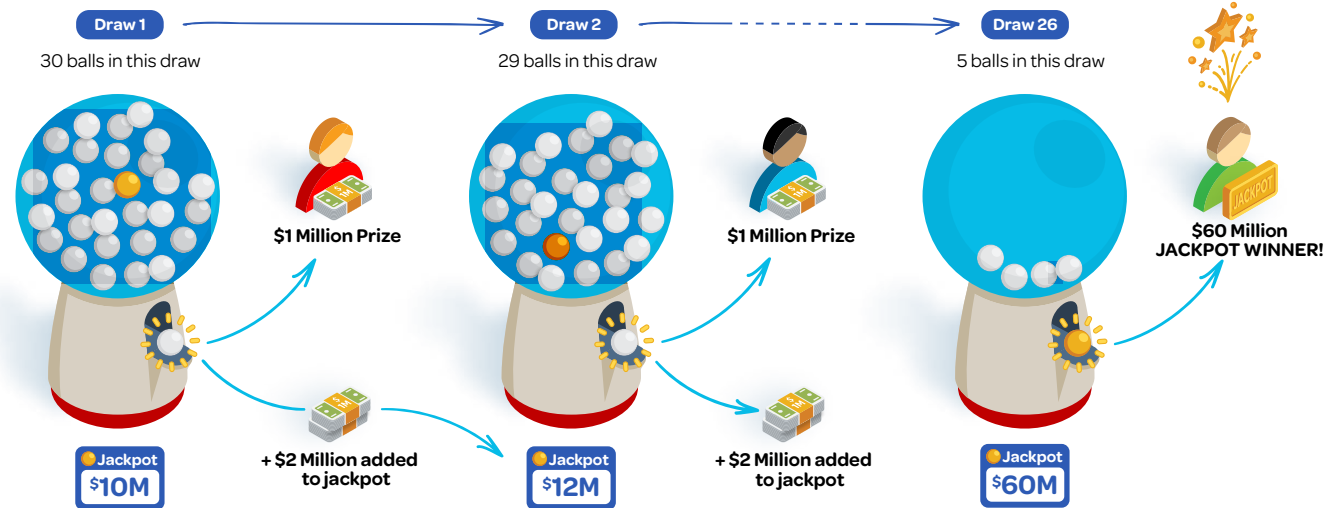 Draw 1
Draw 2
Draw 26
30 balls in this draw
29 balls in this draw
5 balls in this draw
$1 Million Prize
$1 Million Prize
JACKPOT
$60 Million
JACKPOT WINNER!
+ $2 Million added
to jackpot
+ $2 Million added
to jackpot
Jackpot
$10M
Jackpot
$12M
Jackpot
$60M